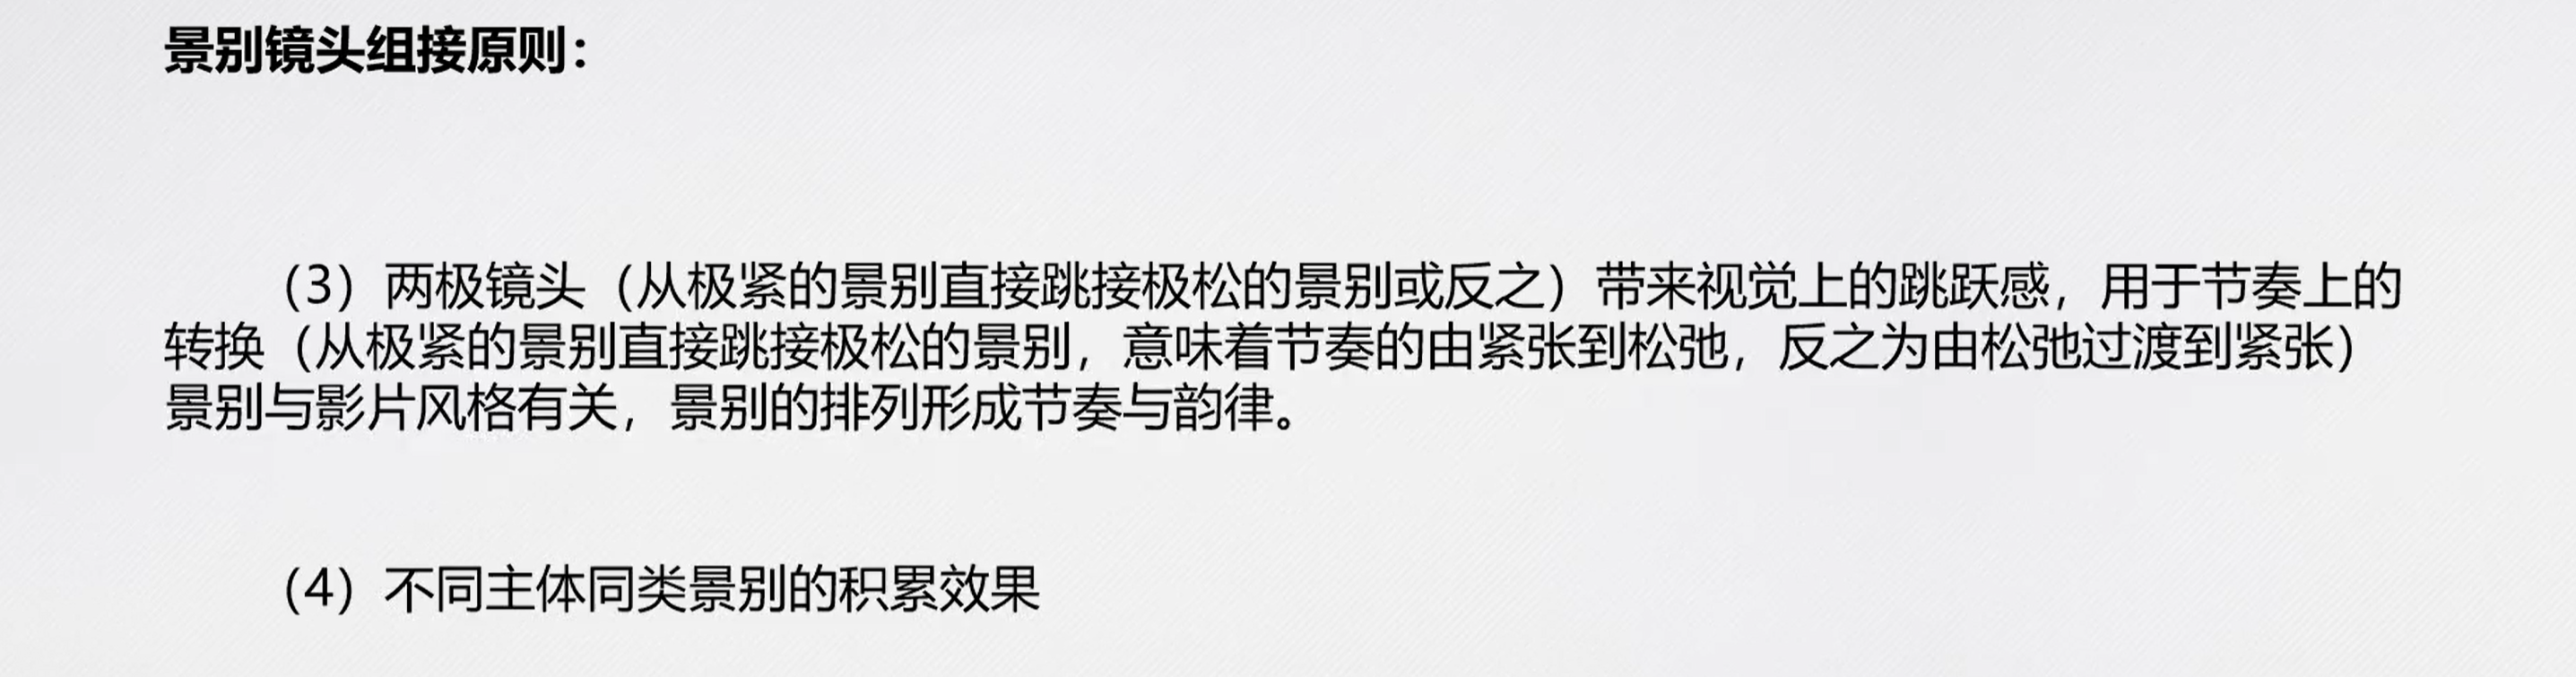 景别镜头组接原则：
（3）两极镜头（从极紧的景别直接跳接极松的景别或反之）带来视觉上的跳跃感，用于节奏上的
转换（从极紧的景别直接跳接极松的景别，意味着节奏的由紧张到松弛，反之为由松弛过渡到紧张）
景别与影片风格有关，景别的排列形成节奏与韵律。
（4）不同主体同类景别的积累效果